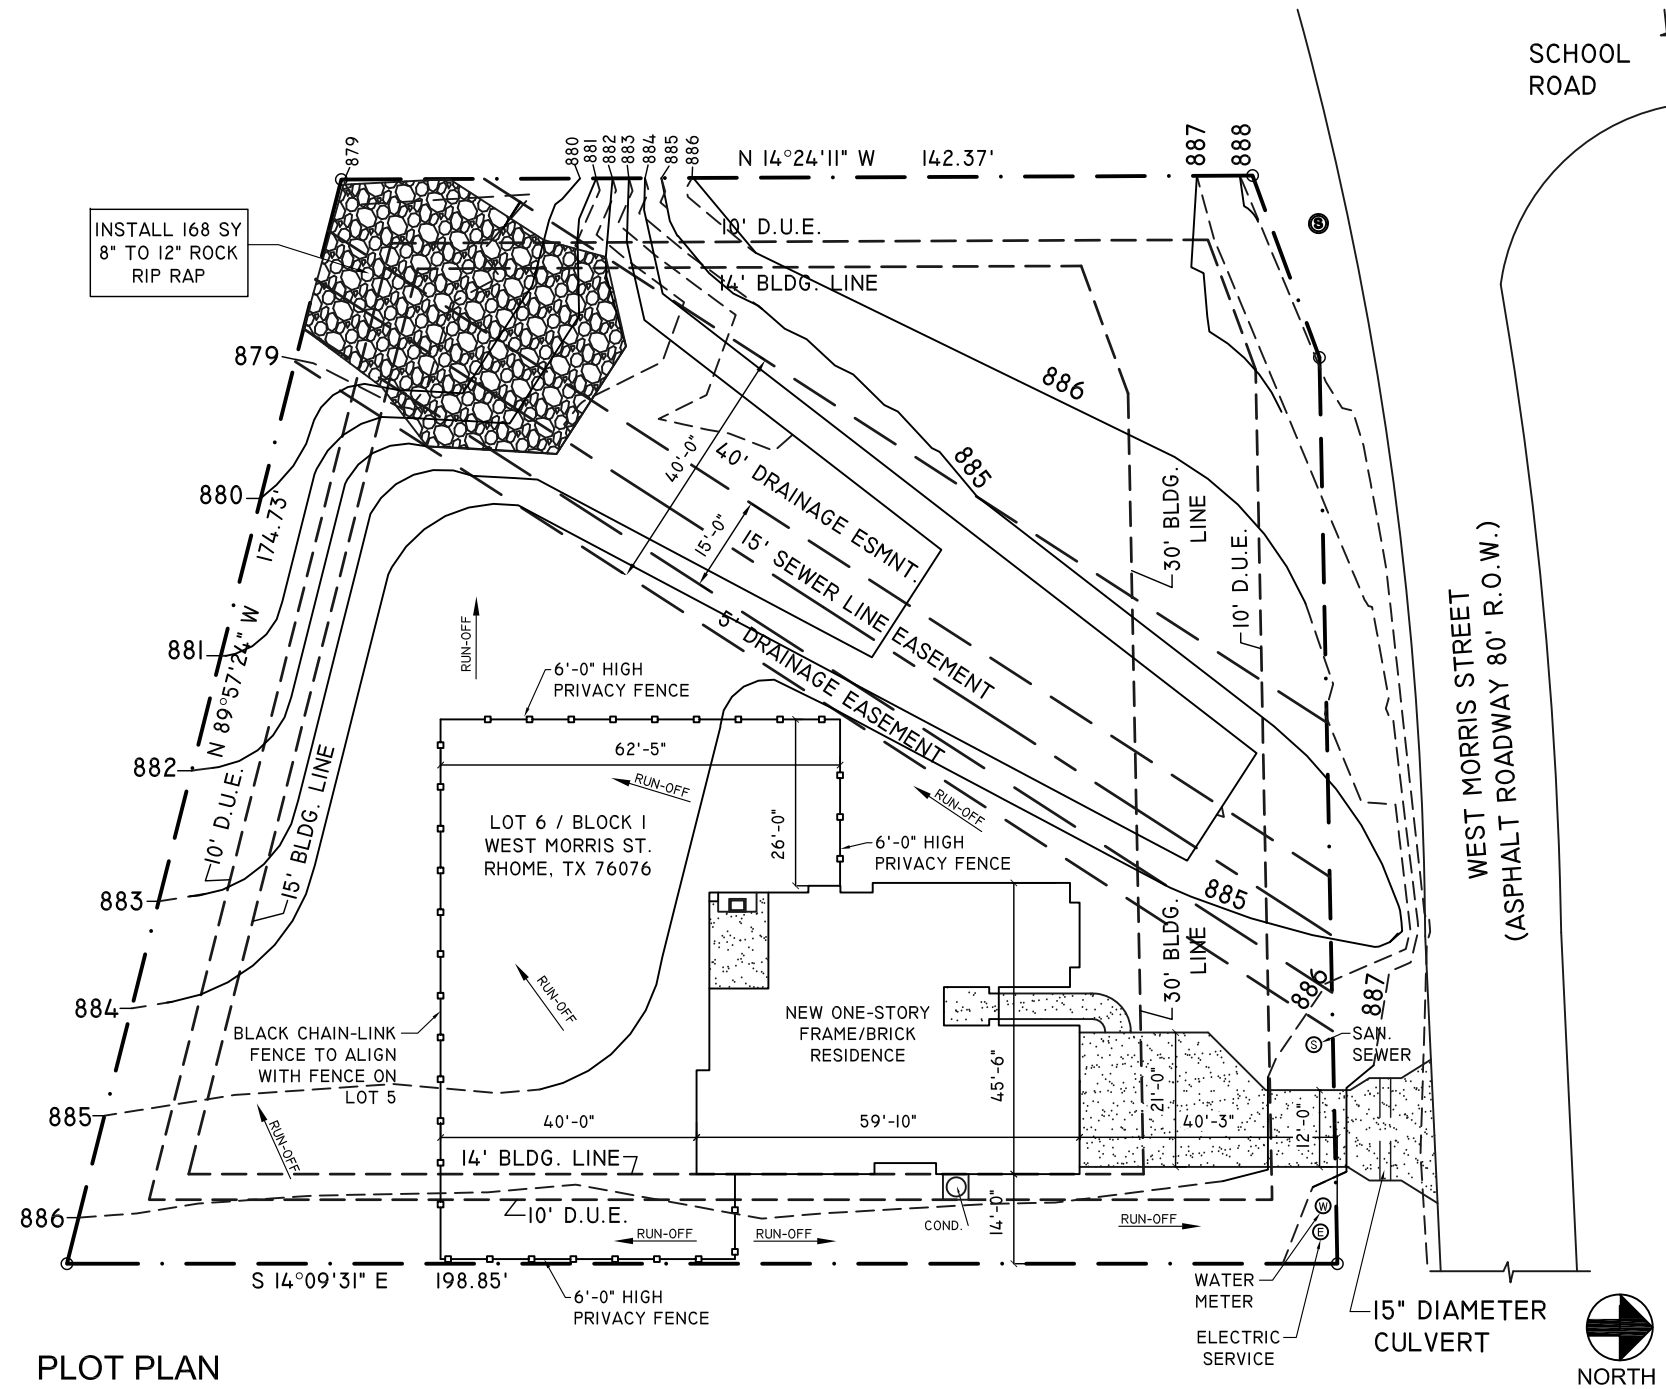 SCHOOL
ROAD
879
880
881
882
883
884
885
886
N 14°24'11" W 142.37'
887
888
INSTALL 168 SY
8" TO 12" ROCK
RIP RAP
10' D.U.E.
14' BLDG. LINE
8
879
886
885
40'-0"
40' DRAINAGE ESMNT.
15'-0"
15' SEWER LINE EASEMENT
5' DRAINAGE EASEMENT
30' BLDG.
LINE
10' D.U.E.
880
174.73'
N 89°57'24" W
881
882
883
884
885
886
10' D.U.E.
15' BLDG. LINE
RUN-OFF
6'-0" HIGH
PRIVACY FENCE
62'-5"
RUN-OFF
RUN-OFF
26'-0"
LOT 6 / BLOCK 1
WEST MORRIS ST.
RHOME, TX 76076
6'-0" HIGH
PRIVACY FENCE
885
30' BLDG.
LINE
WEST MORRIS STREET
(ASPHALT ROADWAY 80' R.O.W.)
RUN-OFF
NEW ONE-STORY
FRAME/BRICK
RESIDENCE
886
887
BLACK CHAIN-LINK
FENCE TO ALIGN
WITH FENCE ON
LOT 5
S
SAN.
SEWER
45'-6"
21'-0"
40'-0"
59'-10"
40'-3"
12'-0"
RUN-OFF
14' BLDG. LINE
10' D.U.E.
COND.
14'-0"
RUN-OFF
RUN-OFF
RUN-OFF
W
E
S 14°09'31" E 198.85'
6'-0" HIGH
PRIVACY FENCE
WATER
METER
ELECTRIC
SERVICE
15" DIAMETER
CULVERT
PLOT PLAN
NORTH